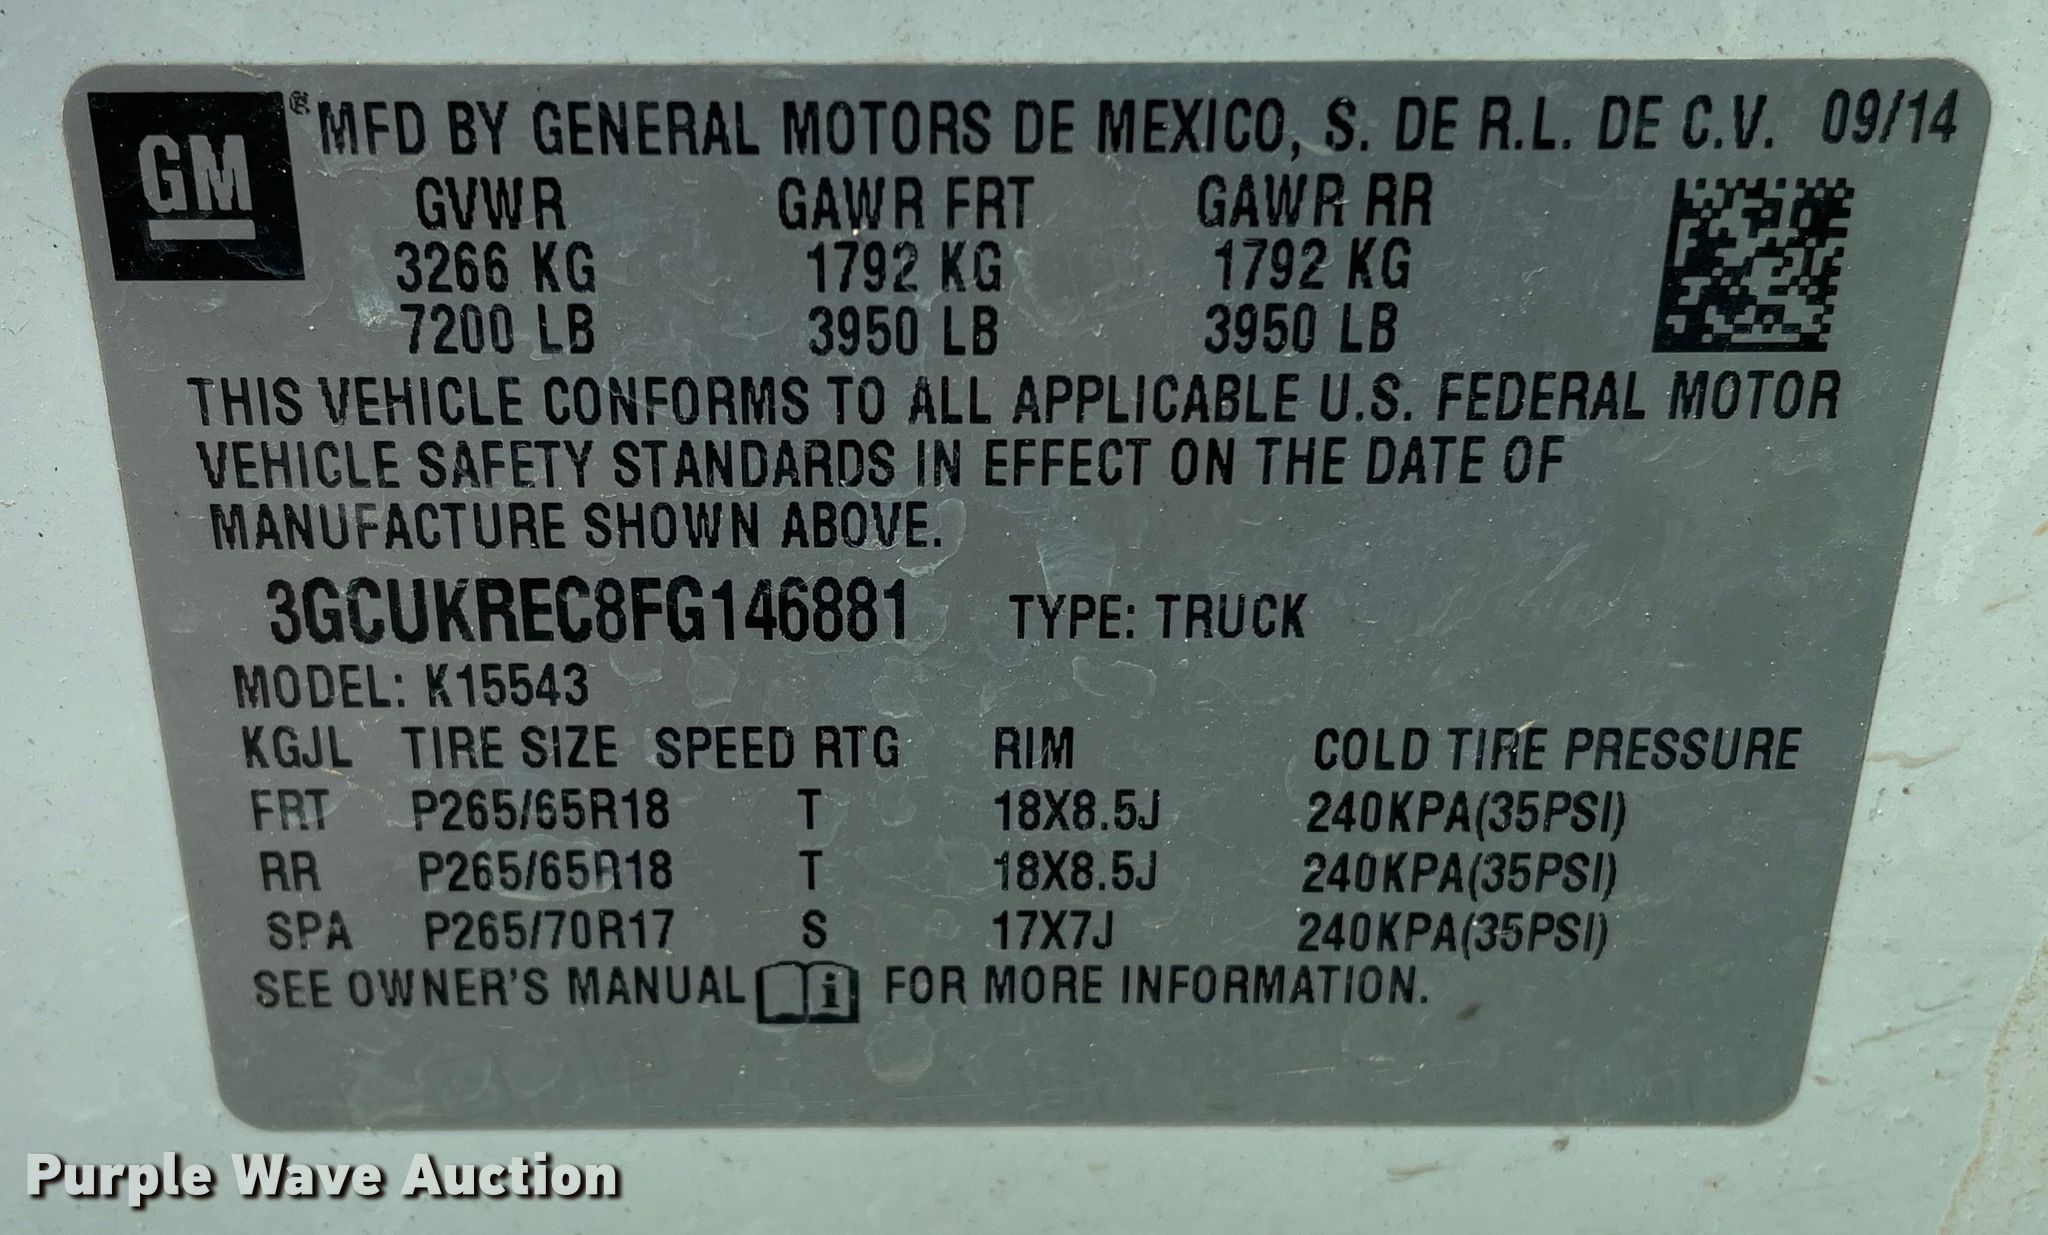 GM ® MFD BY GENERAL MOTORS DE MEXICO, S. DE R.L. DE C.V. 09/14
GVWR GAWR FRT GAWR RR
3266 KG 1792 KG 1792 KG
7200 LB 3950 LB 3950 LB
THIS VEHICLE CONFORMS TO ALL APPLICABLE U.S. FEDERAL MOTOR
VEHICLE SAFETY STANDARDS IN EFFECT ON THE DATE OF
MANUFACTURE SHOWN ABOVE.
3GCUKREC8FG146881 TYPE: TRUCK
MODEL: K15543
KGJL TIRE SIZE SPEED RTG RIM COLD TIRE PRESSURE
FRT P265/65R18 T 18X8.5J 240KPA(35PSI)
RR P265/65R18 T 18X8.5J 240KPA(35PSI)
SPA P265/70R17 S 17X7J 240KPA(35PSI)
SEE OWNER'S MANUAL i FOR MORE INFORMATION.
Purple Wave Auction